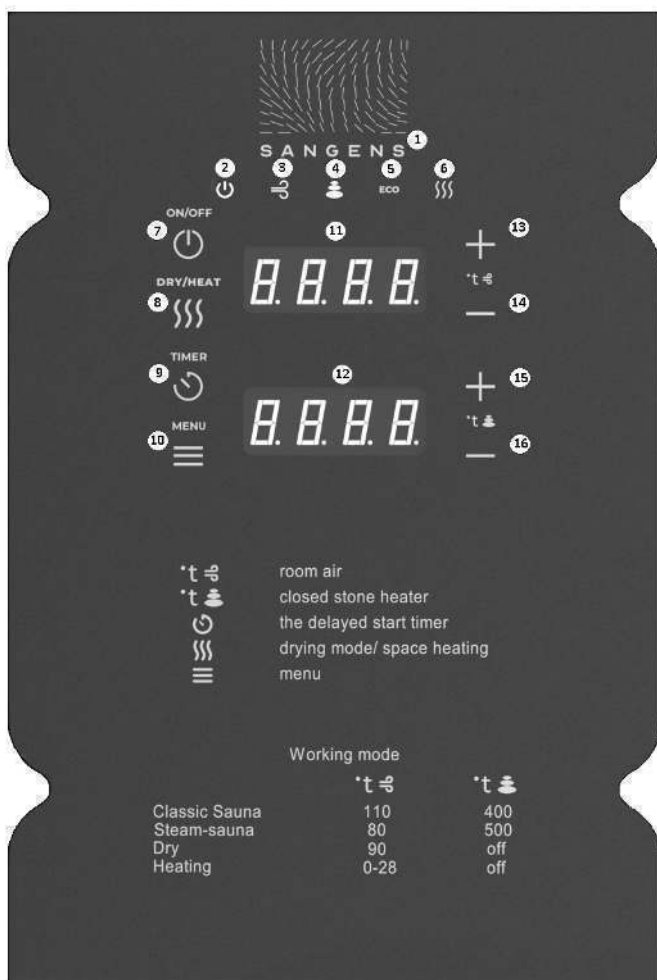 SANGENS 1
2 3 4 5 6
ECO
ON/OFF
7 11 13
8.8.8.8.
°t
DRY/HEAT
8 14
TIMER
9 12 15
8.8.8.8.
°t
MENU
10 16
°t room air
°t closed stone heater
the delayed start timer
drying mode/ space heating
menu
Working mode
°t °t
Classic Sauna 110 400
Steam-sauna 80 500
Dry 90 off
Heating 0-28 off